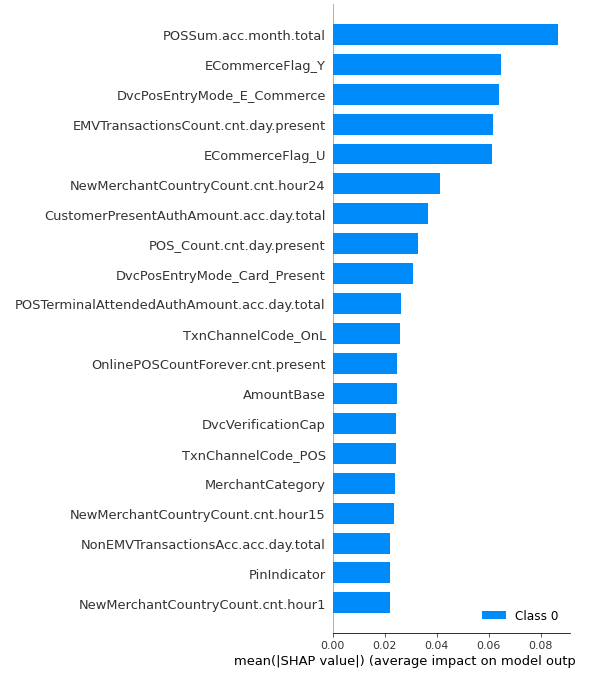 POSSum.acc.month.total
ECommerceFlag_Y
DvcPosEntryMode_E_Commerce
EMVTransactionsCount.cnt.day.present
ECommerceFlag_U
NewMerchantCountryCount.cnt.hour24
CustomerPresentAuthAmount.acc.day.total
POS_Count.cnt.day.present
DvcPosEntryMode_Card_Present
POSTerminalAttendedAuthAmount.acc.day.total
TxnChannelCode_OnL
OnlinePOSCountForever.cnt.present
AmountBase
DvcVerificationCap
TxnChannelCode_POS
MerchantCategory
NewMerchantCountryCount.cnt.hour15
NonEMVTransactionsAcc.acc.day.total
PinIndicator
NewMerchantCountryCount.cnt.hour1
Class 0
0.00 0.02 0.04 0.06 0.08
mean(|SHAP value|) (average impact on model outp